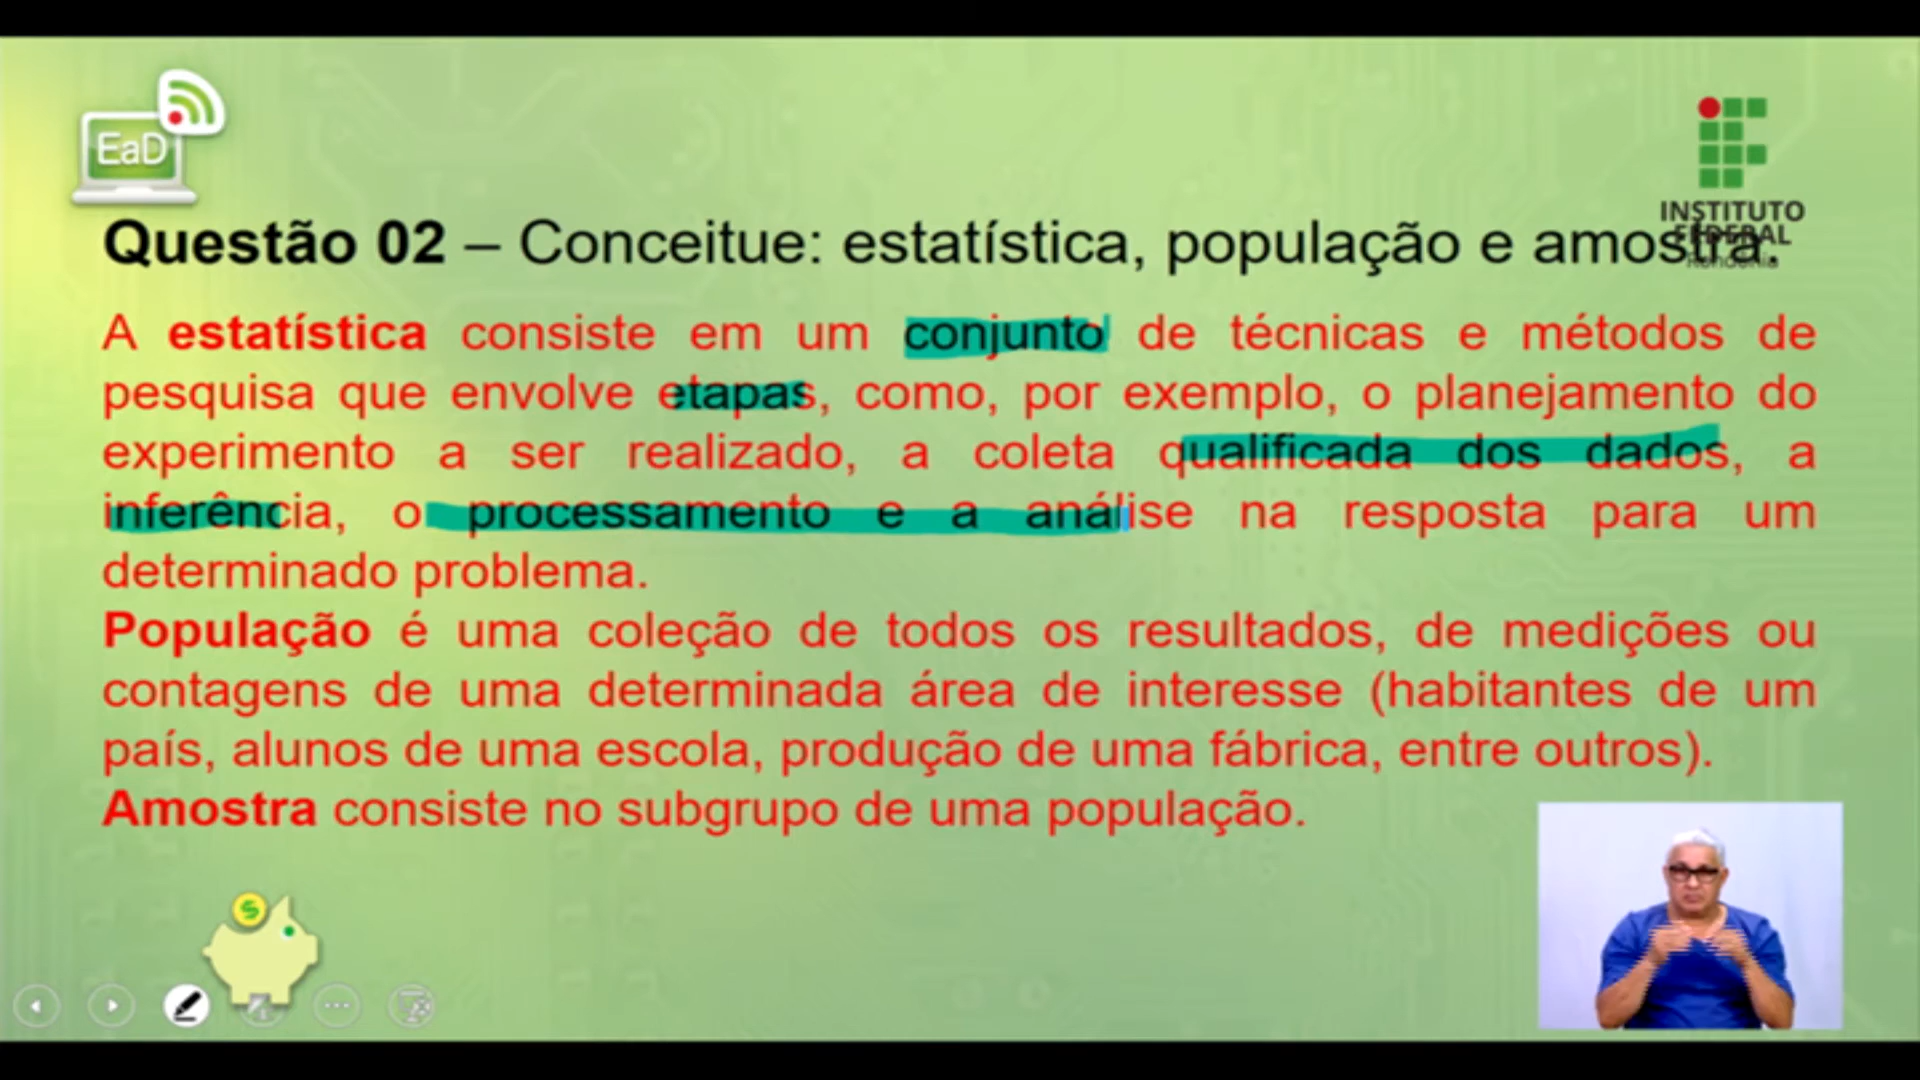 EaD
INSTITUTO
FEDERAL
Rondônia
Questão 02 – Conceitue: estatística, população e amostra.
A estatística consiste em um conjunto de técnicas e métodos de
pesquisa que envolve etapas, como, por exemplo, o planejamento do
experimento a ser realizado, a coleta qualificada dos dados, a
inferência, o processamento e a análise na resposta para um
determinado problema.
População é uma coleção de todos os resultados, de medições ou
contagens de uma determinada área de interesse (habitantes de um
país, alunos de uma escola, produção de uma fábrica, entre outros).
Amostra consiste no subgrupo de uma população.
$